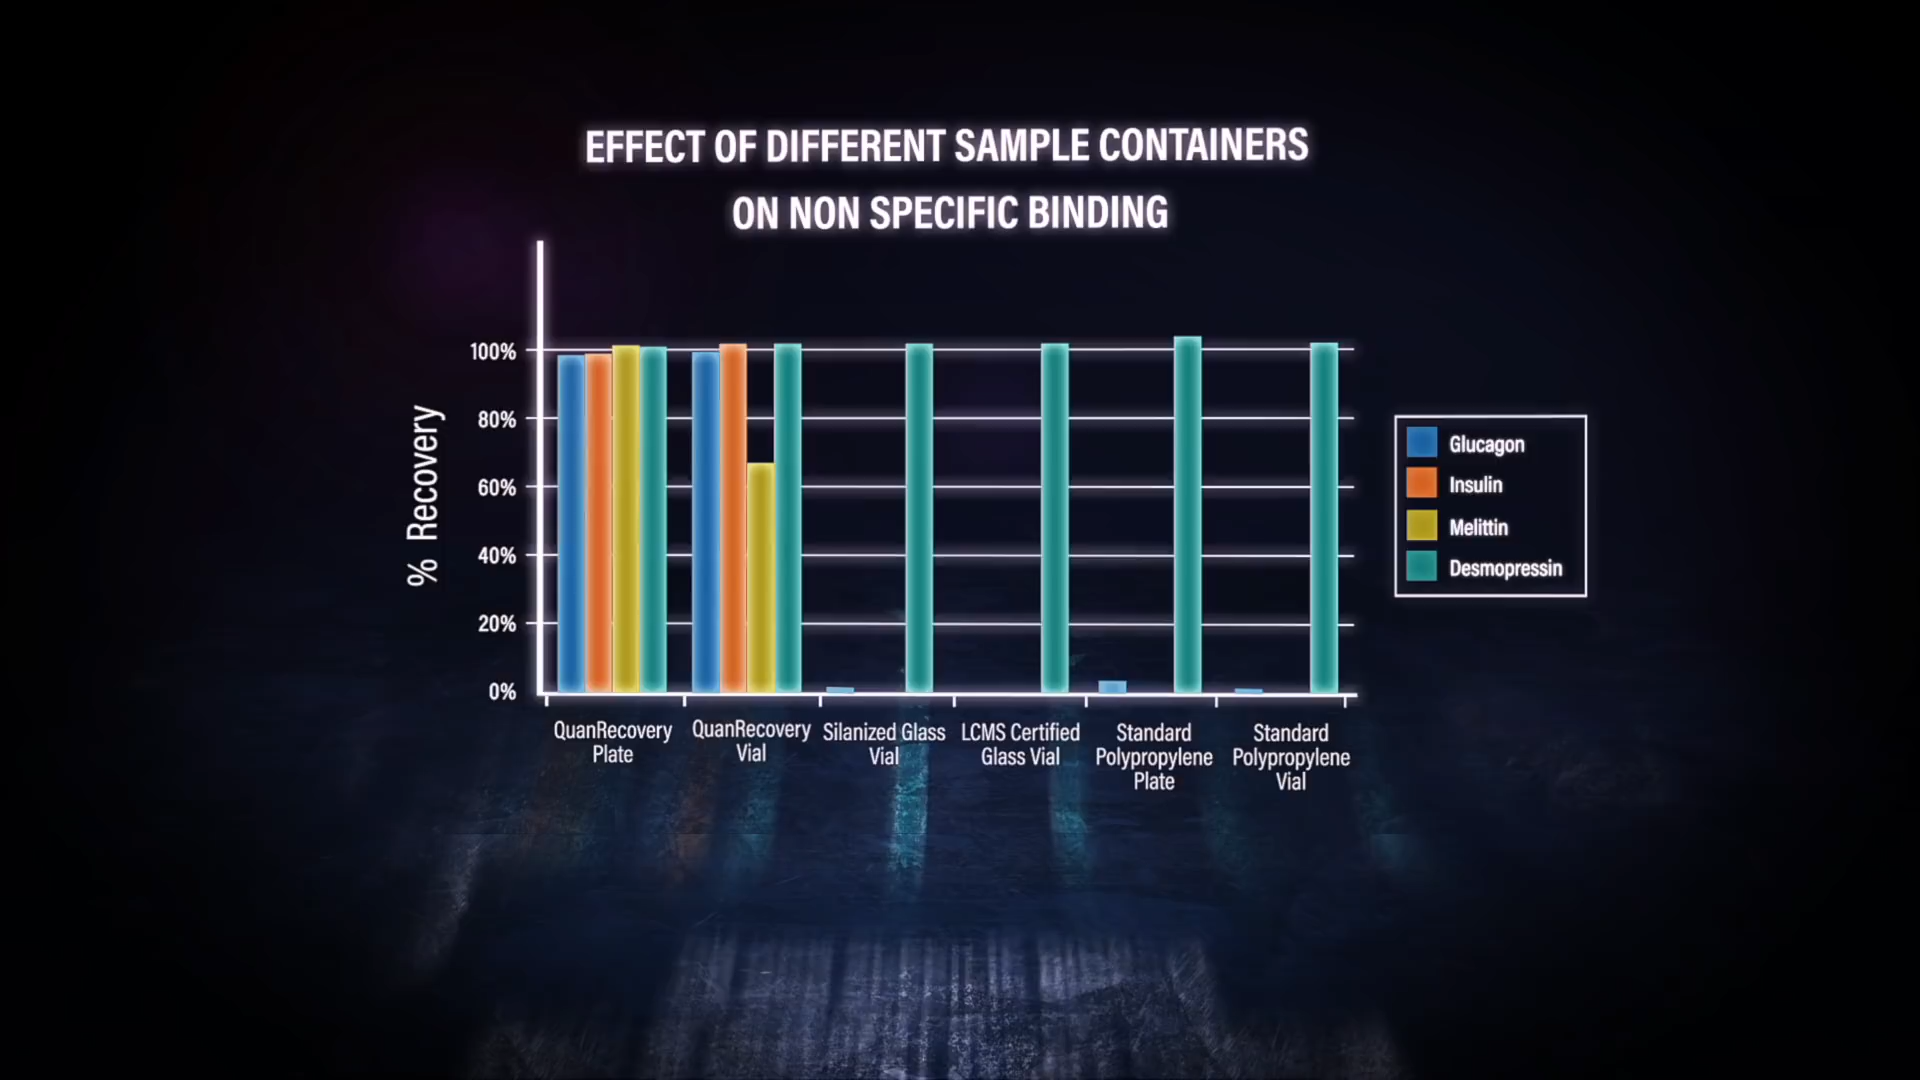 EFFECT OF DIFFERENT SAMPLE CONTAINERS
ON NON SPECIFIC BINDING
% Recovery
100%
80%
60%
40%
20%
0%
QuanRecovery
Plate
QuanRecovery
Vial
Silanized Glass
Vial
LCMS Certified
Glass Vial
Standard
Polypropylene
Plate
Standard
Polypropylene
Vial
Glucagon
Insulin
Melittin
Desmopressin